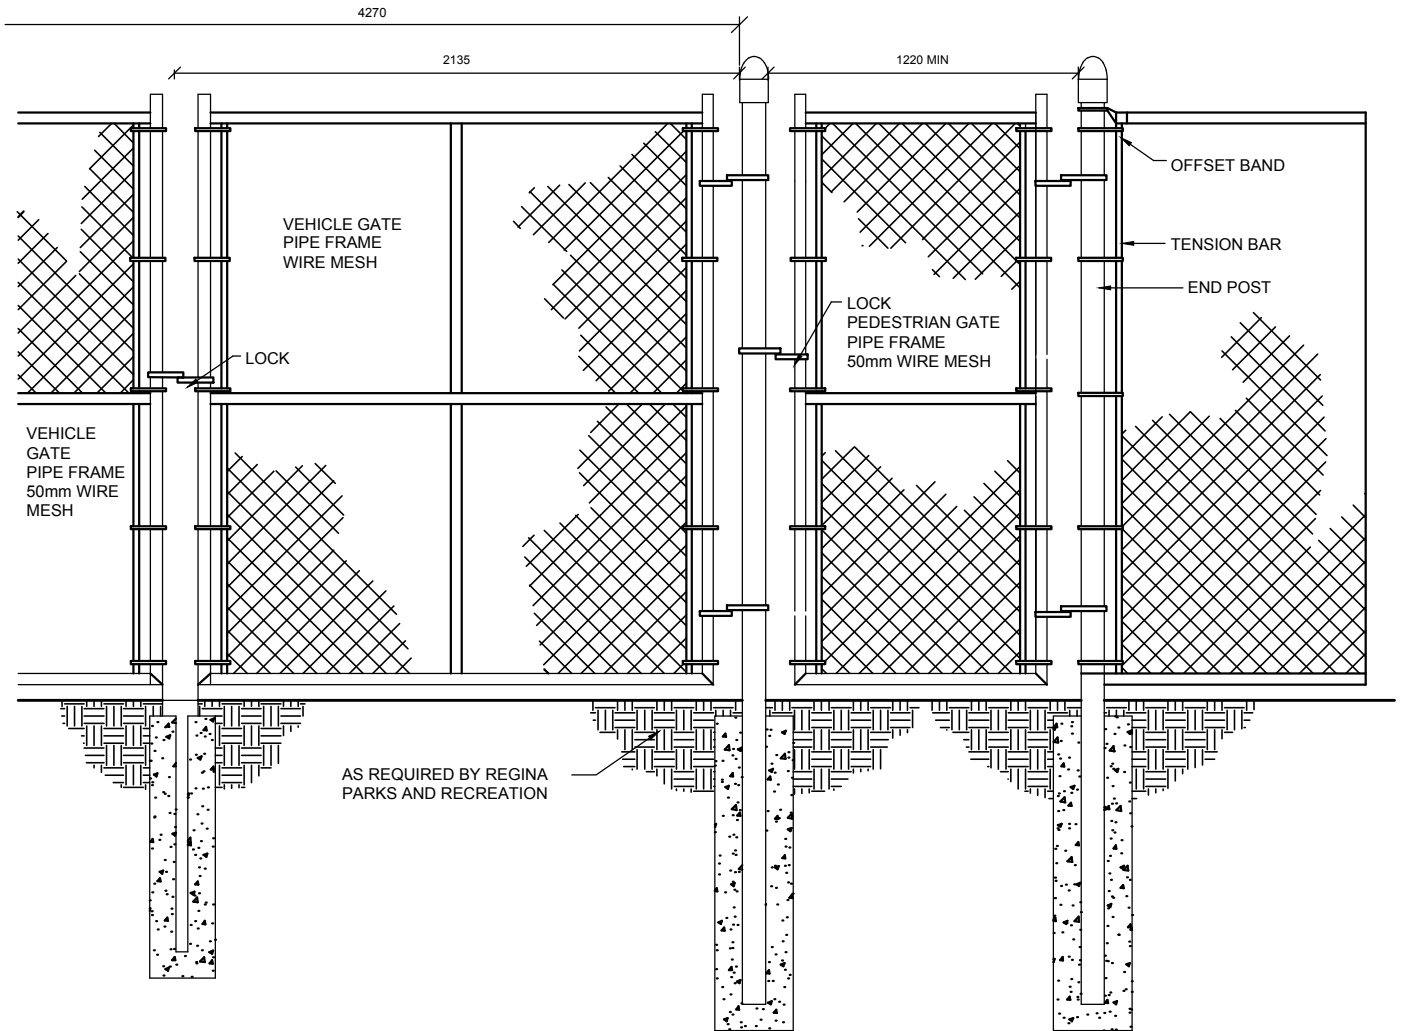 4270
2135
1220 MIN
OFFSET BAND
VEHICLE GATE
PIPE FRAME
WIRE MESH
TENSION BAR
END POST
LOCK
PEDESTRIAN GATE
PIPE FRAME
50mm WIRE MESH
LOCK
VEHICLE
GATE
PIPE FRAME
50mm WIRE
MESH
AS REQUIRED BY REGINA
PARKS AND RECREATION